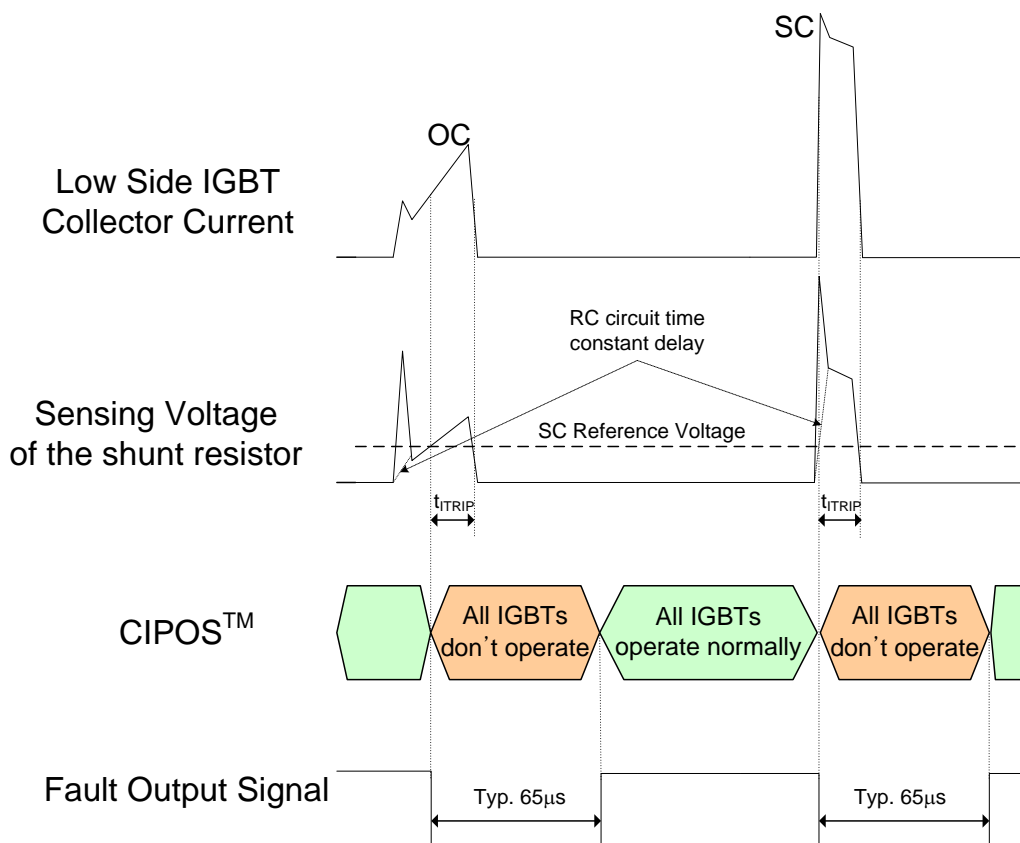 SC
OC
Low Side IGBT
Collector Current
RC circuit time
constant delay
Sensing Voltage
of the shunt resistor
SC Reference Voltage
tITRIP
tITRIP
CIPOS™
All IGBTs
don’t operate
All IGBTs
operate normally
All IGBTs
don’t operate
Fault Output Signal
Typ. 65μs
Typ. 65μs